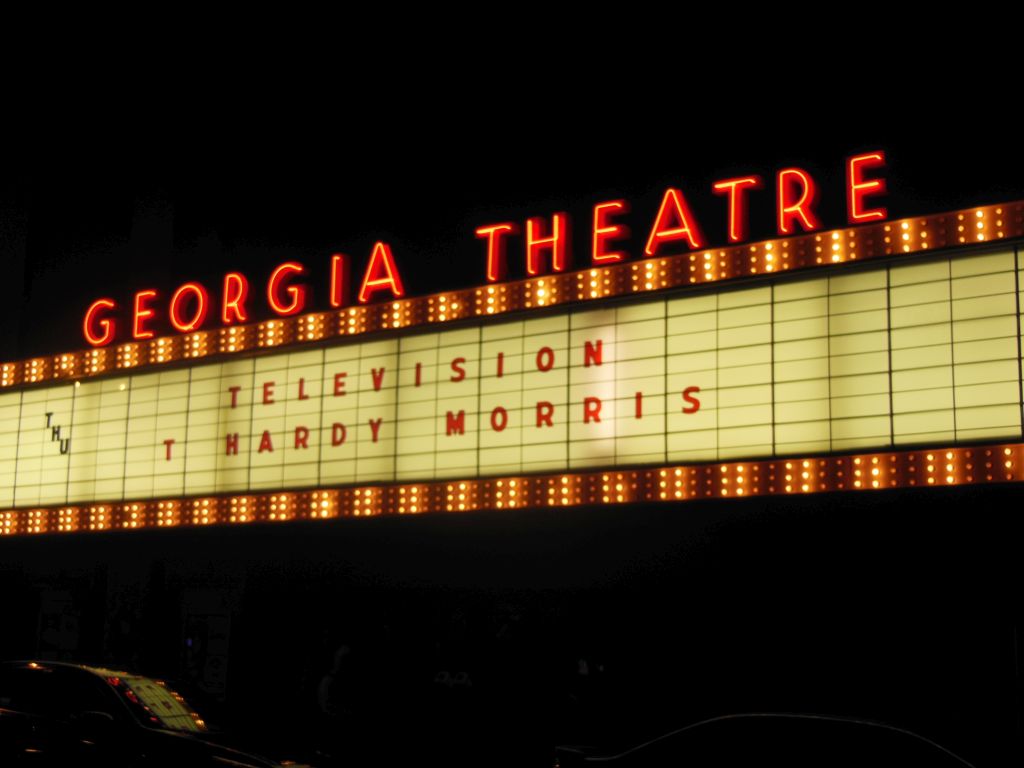 GEORGIA THEATRE
TELEVISION
THU
T HARDY MORRIS